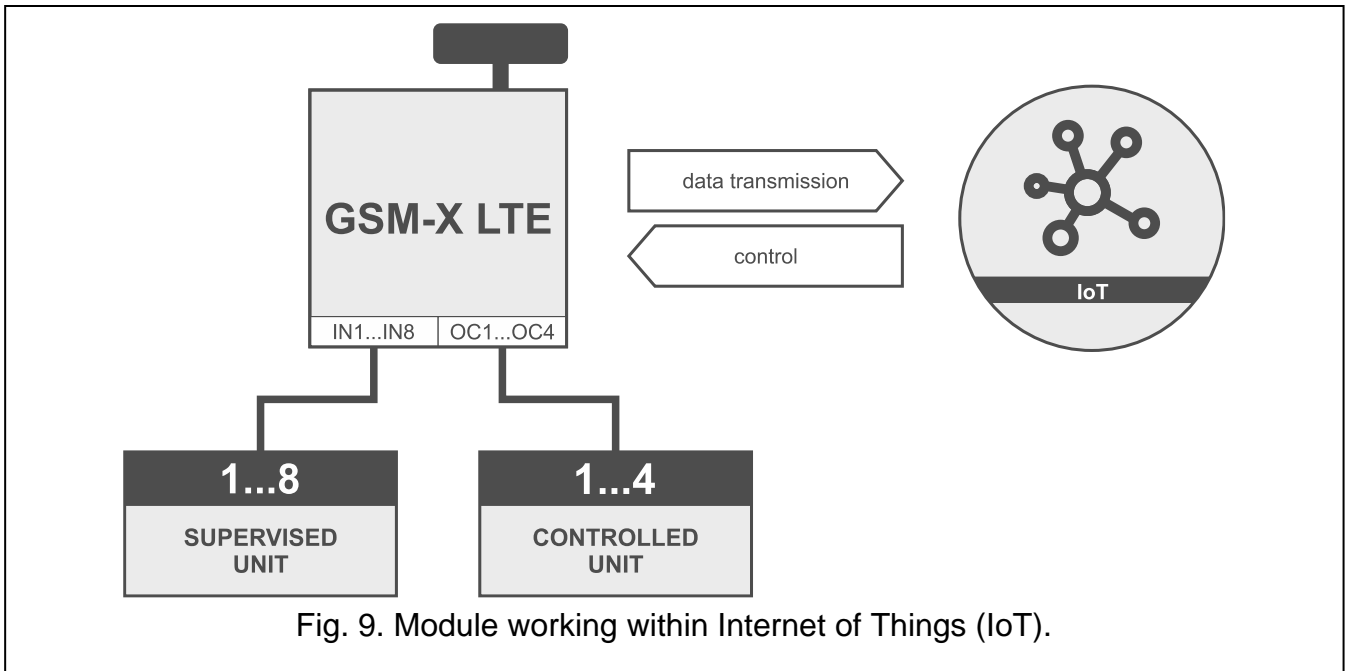 GSM-X LTE
IN1...IN8
OC1...OC4
data transmission
control
IoT
1...8
SUPERVISED
UNIT
1...4
CONTROLLED
UNIT
Fig. 9. Module working within Internet of Things (IoT).